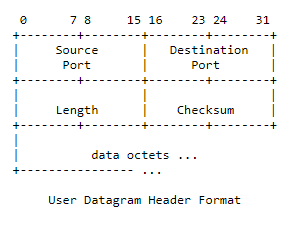 0 7 8 15 16 23 24 31
Source Destination
Port Port
Length Checksum
data octets ...
...
User Datagram Header Format